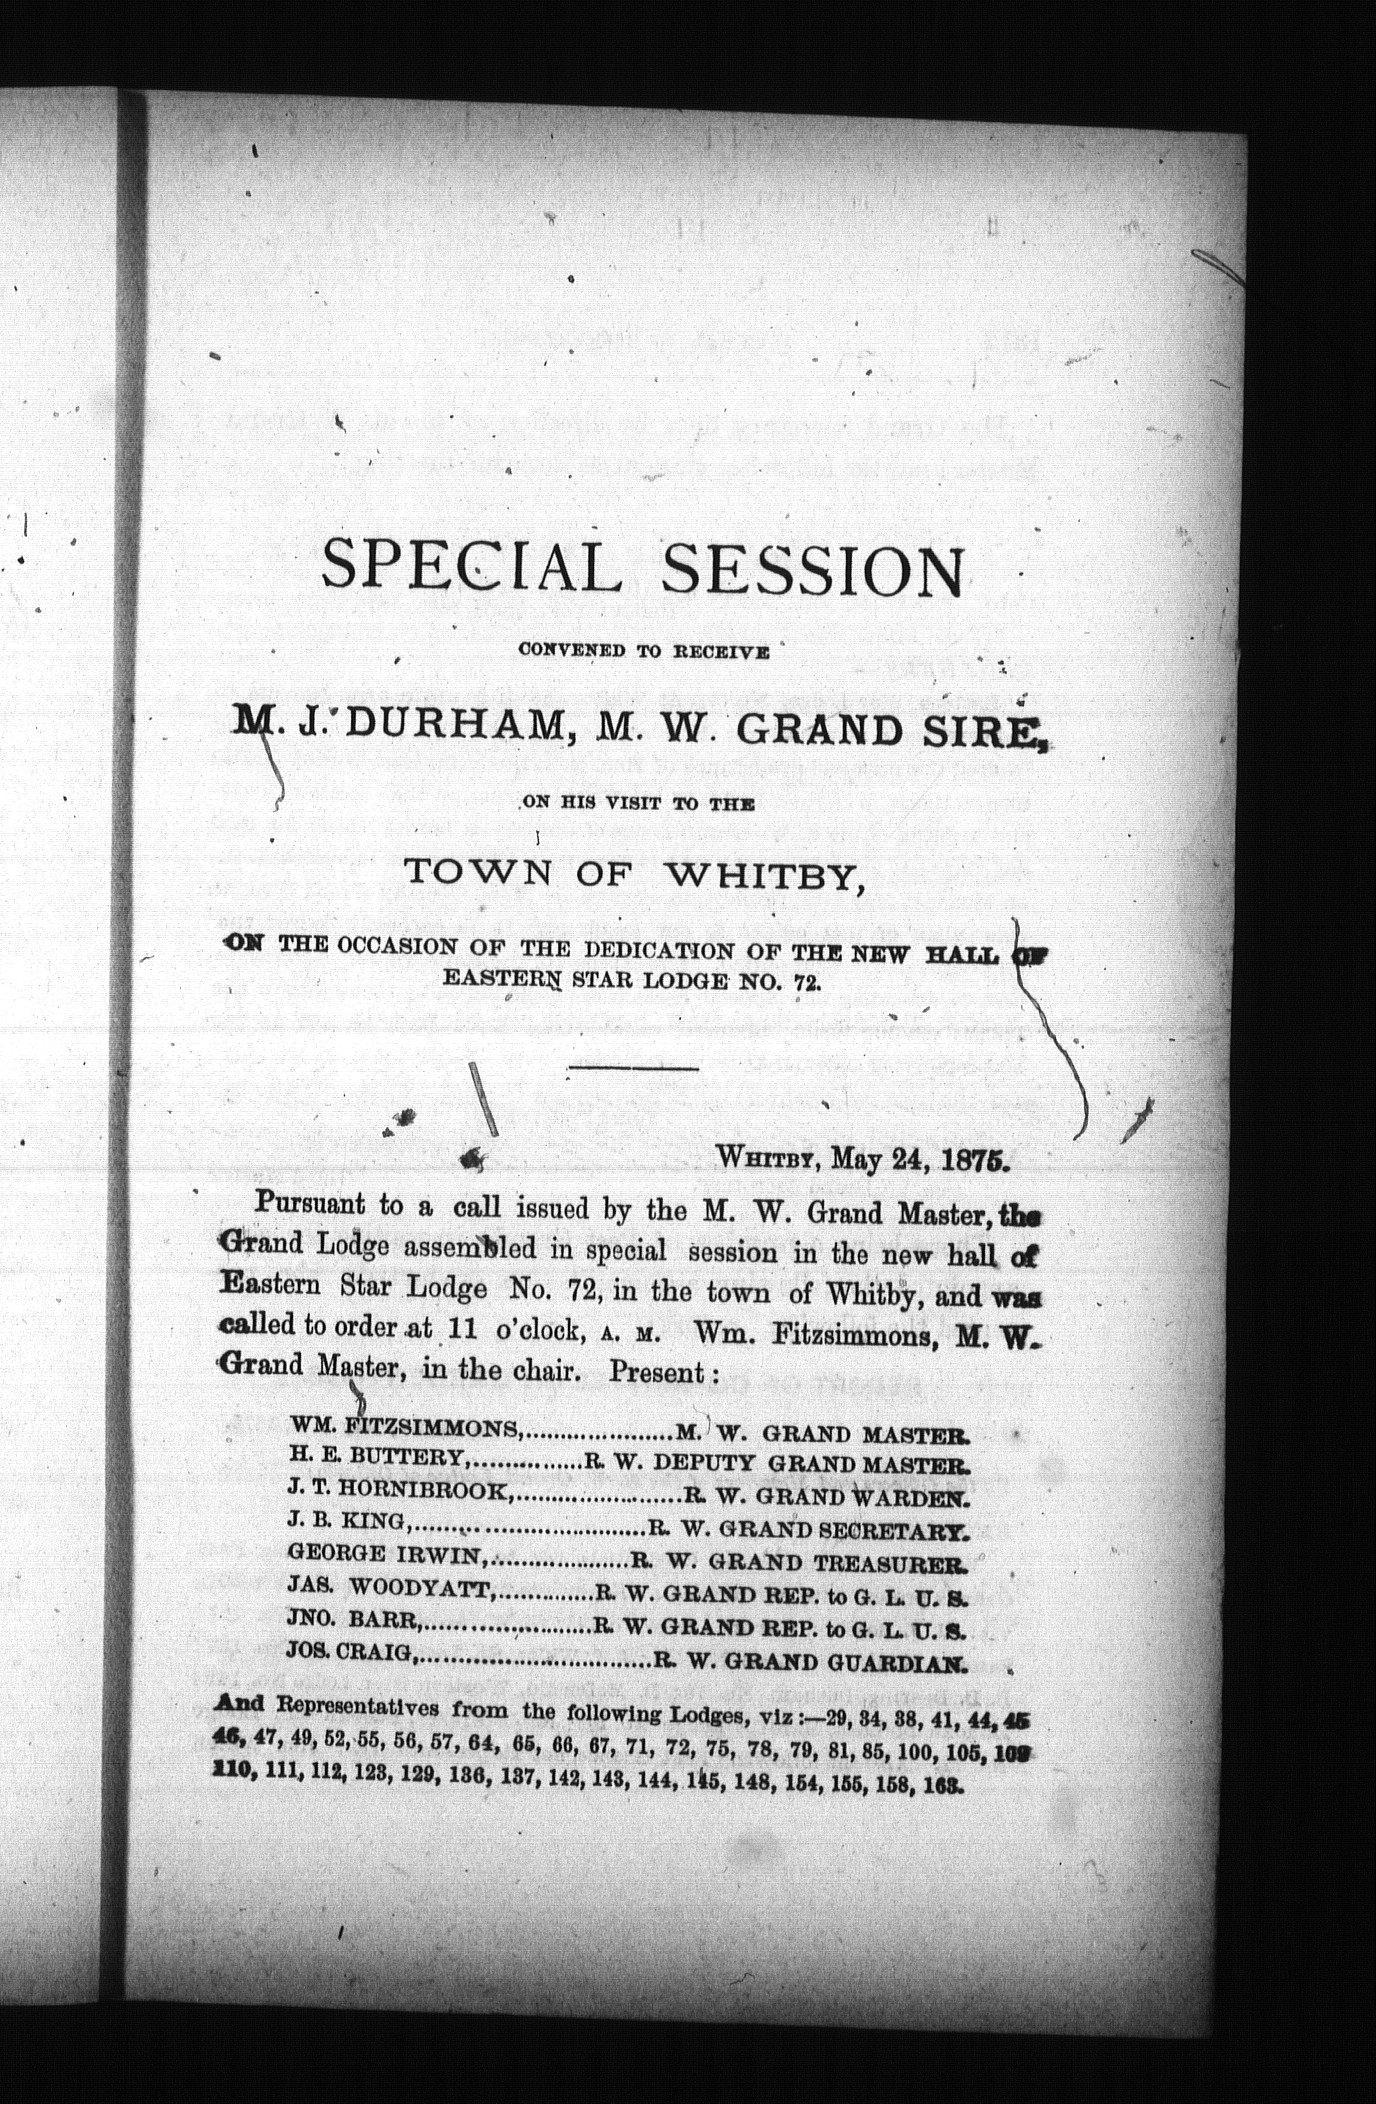 SPECIAL SESSION
CONVENED TO RECEIVE
M. J. DURHAM, M. W. GRAND SIRE,
ON HIS VISIT TO THE
TOWN OF WHITBY,
ON THE OCCASION OF THE DEDICATION OF THE NEW HALL OF
EASTERN STAR LODGE NO. 72.
WHITBY, May 24, 1875.
Pursuant to a call issued by the M. W. Grand Master, the
Grand Lodge assembled in special session in the new hall of
Eastern Star Lodge No. 72, in the town of Whitby, and was
called to order at 11 o'clock, A. M. Wm. Fitzsimmons, M. W.
Grand Master, in the chair. Present:
WM. FITZSIMMONS,.....................M. W. GRAND MASTER.
H. E. BUTTERY,................R. W. DEPUTY GRAND MASTER.
J. T. HORNIBROOK,........................R. W. GRAND WARDEN.
J. B. KING,..................................R. W. GRAND SECRETARY.
GEORGE IRWIN,....................R. W. GRAND TREASURER.
JAS. WOODYATT,..............R. W. GRAND REP. to G. L. U. S.
JNO. BARR,........................R. W. GRAND REP. to G. L. U. S.
JOS. CRAIG,..................................R. W. GRAND GUARDIAN.
And Representatives from the following Lodges, viz:—29, 34, 38, 41, 44, 45
46, 47, 49, 52, 55, 56, 57, 64, 65, 66, 67, 71, 72, 75, 78, 79, 81, 85, 100, 105, 109
110, 111, 112, 123, 129, 136, 137, 142, 143, 144, 145, 148, 154, 155, 158, 163.